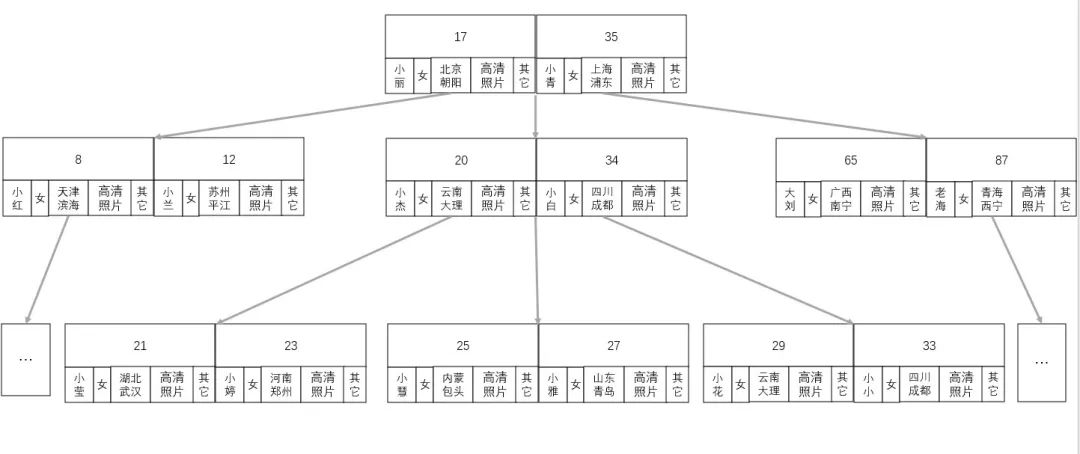 17 35
小丽 女 北京朝阳 高清照片 其它 小青 女 上海浦东 高清照片 其它
8 12 20 34 65 87
小红 女 天津滨海 高清照片 其它 小兰 女 苏州平江 高清照片 其它 小杰 女 云南大理 高清照片 其它 小白 女 四川成都 高清照片 其它 大刘 女 广西南宁 高清照片 其它 老海 女 青海西宁 高清照片 其它
... 21 23 25 27 29 33 ...
小莹 女 湖北武汉 高清照片 其它 小婷 女 河南郑州 高清照片 其它 小慧 女 内蒙包头 高清照片 其它 小雅 女 山东青岛 高清照片 其它 小花 女 云南大理 高清照片 其它 小小 女 四川成都 高清照片 其它